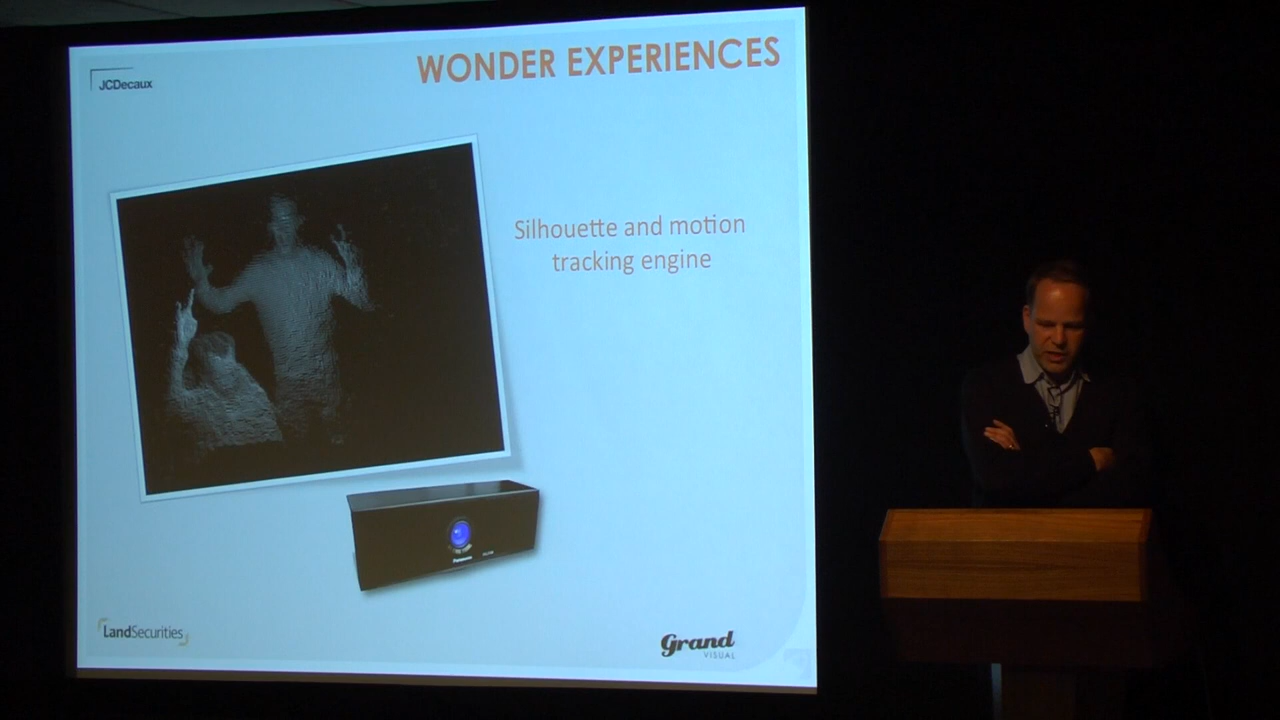 WONDER EXPERIENCES
JCDecaux
Silhouette and motion
tracking engine
Panasonic
LandSecurities
Grand
VISUAL